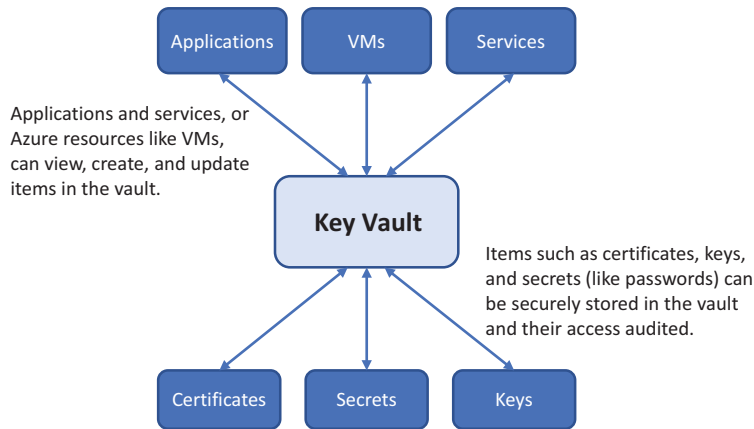 Applications
VMs
Services
Applications and services, or
Azure resources like VMs,
can view, create, and update
items in the vault.
Key Vault
Items such as certificates, keys,
and secrets (like passwords) can
be securely stored in the vault
and their access audited.
Certificates
Secrets
Keys